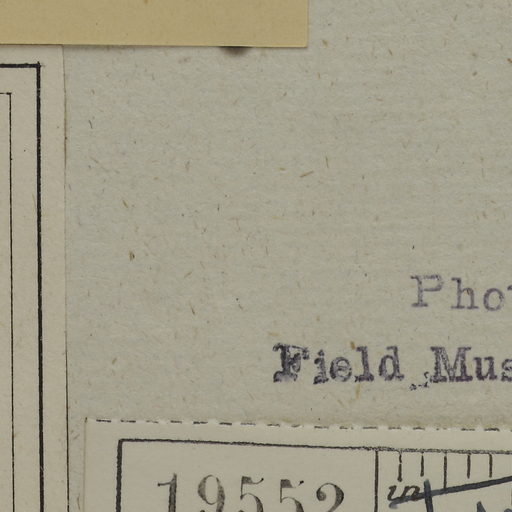 Pho
Field Mus
19552
in